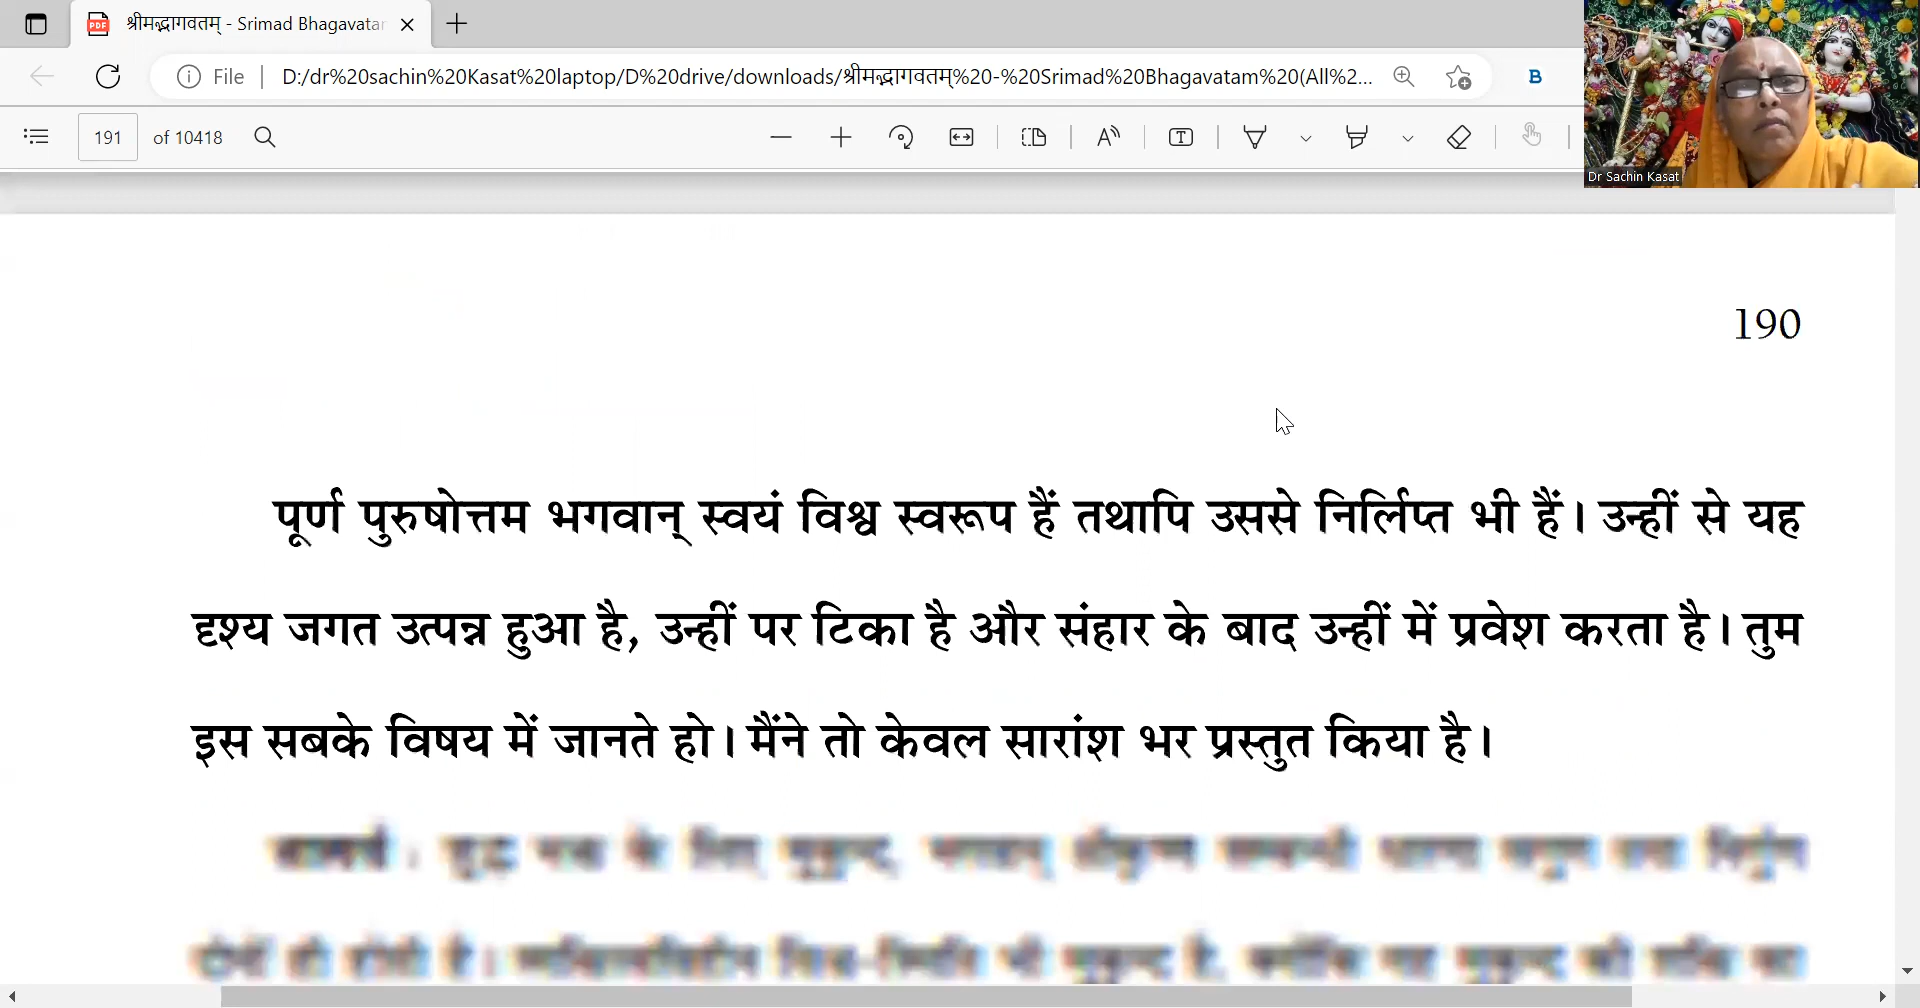 श्रीमद्भागवतम् - Srimad Bhagavatam
File D:/dr%20sachin%20Kasat%20laptop/D%20drive/downloads/श्रीमद्भागवतम्%20-%20Srimad%20Bhagavatam%20(All%2...
191 of 10418
Dr Sachin Kasat
190
पूर्ण पुरुषोत्तम भगवान् स्वयं विश्व स्वरूप हैं तथापि उससे निर्लिप्त भी हैं। उन्हीं से यह
दृश्य जगत उत्पन्न हुआ है, उन्हीं पर टिका है और संहार के बाद उन्हीं में प्रवेश करता है। तुम
इस सबके विषय में जानते हो। मैंने तो केवल सारांश भर प्रस्तुत किया है।